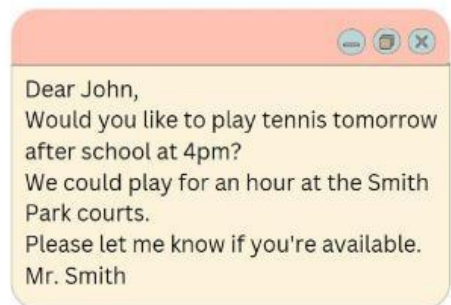 Dear John,
Would you like to play tennis tomorrow
after school at 4pm?
We could play for an hour at the Smith
Park courts.
Please let me know if you're available.
Mr. Smith